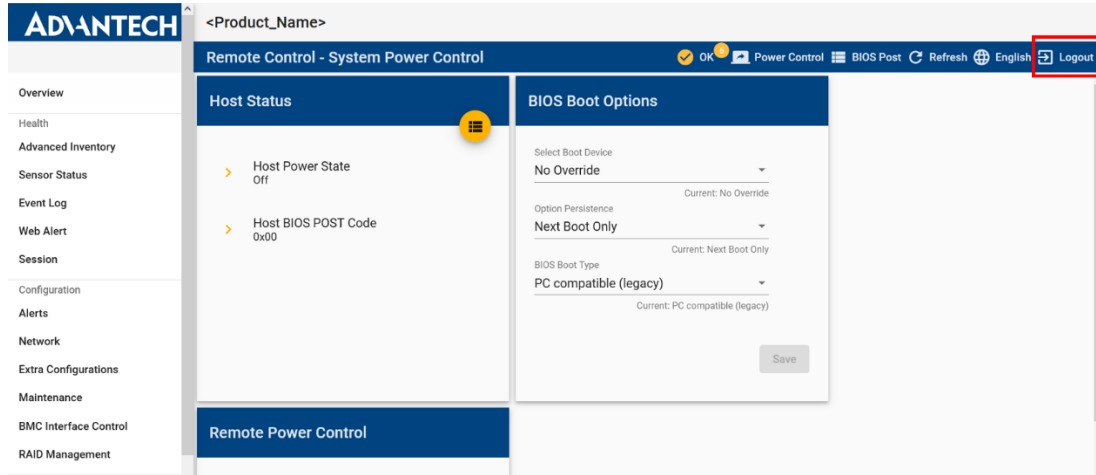 ADVANTECH
<Product_Name>
Remote Control - System Power Control
OK 6 Power Control BIOS Post Refresh English Logout
Overview
Health
Advanced Inventory
Sensor Status
Event Log
Web Alert
Session
Configuration
Alerts
Network
Extra Configurations
Maintenance
BMC Interface Control
RAID Management
Host Status
Host Power State
Off
Host BIOS POST Code
0x00
BIOS Boot Options
Select Boot Device
No Override
Current: No Override
Option Persistence
Next Boot Only
Current: Next Boot Only
BIOS Boot Type
PC compatible (legacy)
Current: PC compatible (legacy)
Save
Remote Power Control